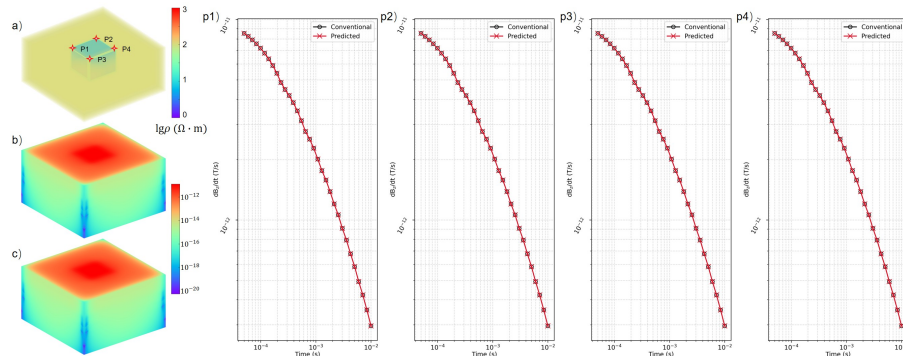 a)
P1
P2
P3
P4
3
2
1
0
lgρ (Ω · m)
b)
10⁻¹²
10⁻¹⁴
10⁻¹⁶
10⁻¹⁸
10⁻²⁰
c)
p1)
10⁻¹¹
Conventional
Predicted
dBz/dt (T/s)
10⁻¹²
10⁻⁴
10⁻³
10⁻²
Time (s)
p2)
10⁻¹¹
Conventional
Predicted
dBz/dt (T/s)
10⁻¹²
10⁻⁴
10⁻³
10⁻²
Time (s)
p3)
10⁻¹¹
Conventional
Predicted
dBz/dt (T/s)
10⁻¹²
10⁻⁴
10⁻³
10⁻²
Time (s)
p4)
10⁻¹¹
Conventional
Predicted
dBz/dt (T/s)
10⁻¹²
10⁻⁴
10⁻³
10⁻²
Time (s)